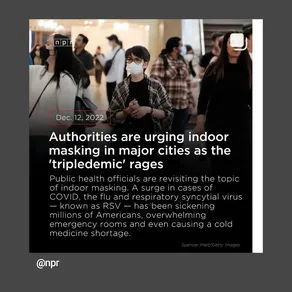 npr
Dec. 12, 2022
Authorities are urging indoor
masking in major cities as the
'tripledemic' rages
Public health officials are revisiting the
topic of indoor masking. A surge in cases of
COVID, the flu and respiratory syncytial virus
— known as RSV — has been sickening
millions of Americans, overwhelming
emergency rooms and even causing a cold
medicine shortage.
Spencer Platt/Getty Images
@npr